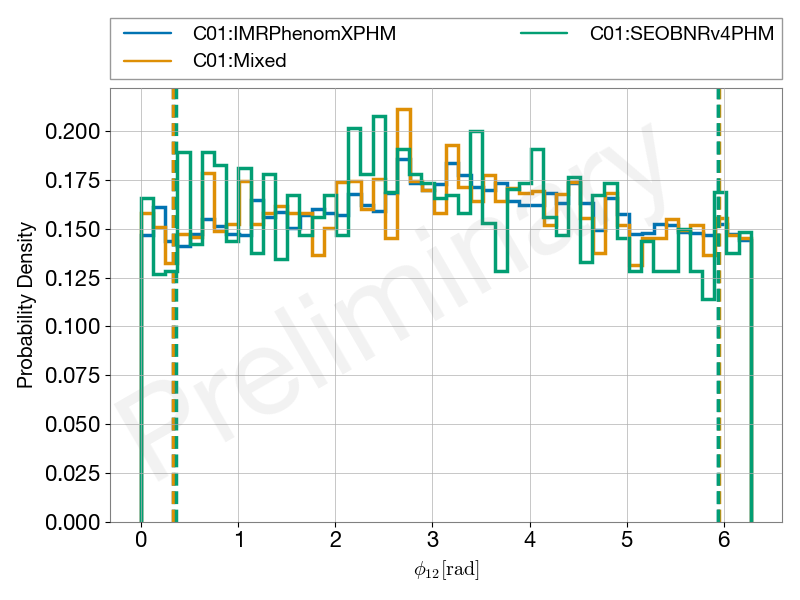 C01:IMRPhenomXPHM
C01:SEOBNRv4PHM
C01:Mixed
0.200
0.175
0.150
0.125
0.100
0.075
0.050
0.025
0.000
Probability Density
Preliminary
0 1 2 3 4 5 6
ϕ₁₂[rad]